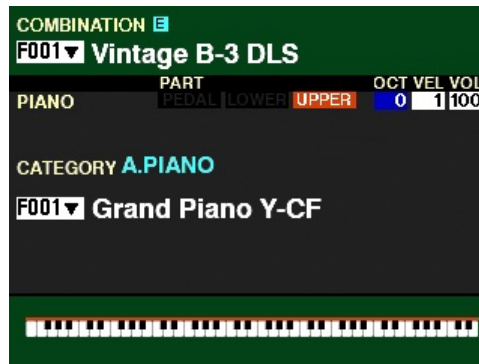 COMBINATION E
F001▼ Vintage B-3 DLS
PART OCT VEL VOL
PIANO PEDAL LOWER UPPER 0 1 100
CATEGORY A.PIANO
F001▼ Grand Piano Y-CF